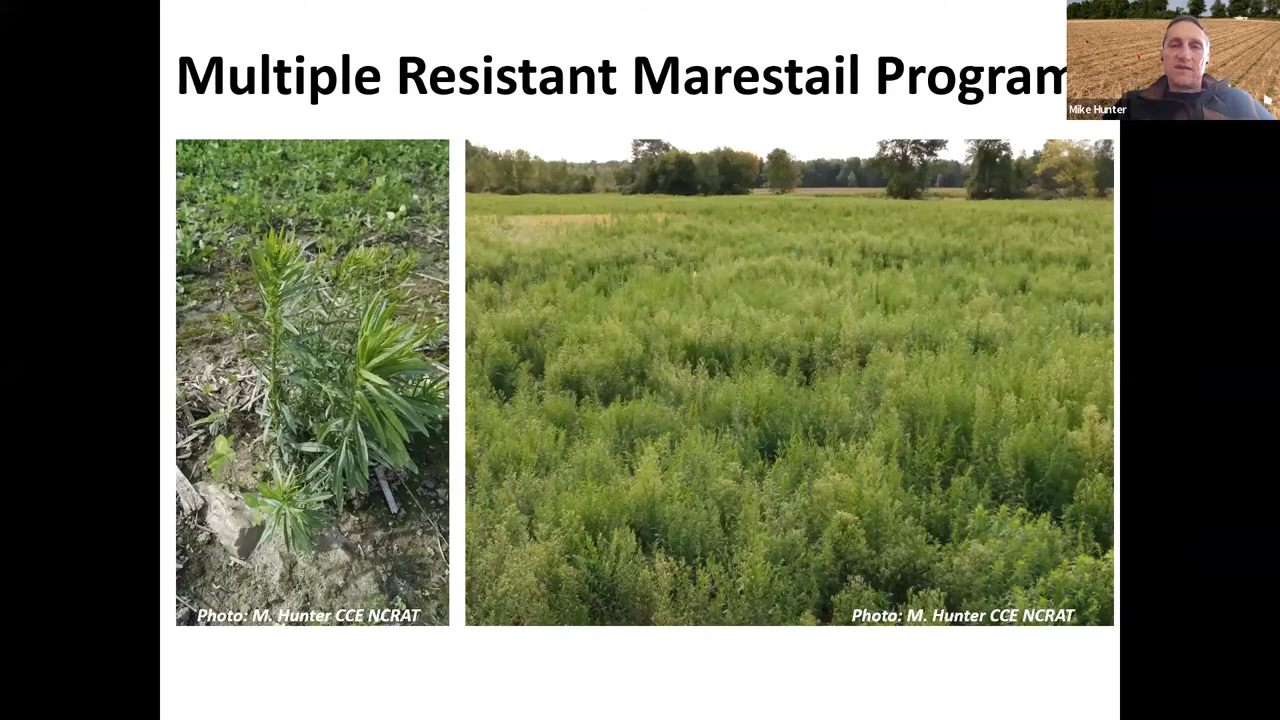 Multiple Resistant Marestail Program
Mike Hunter
Photo: M. Hunter CCE NCRAT
Photo: M. Hunter CCE NCRAT